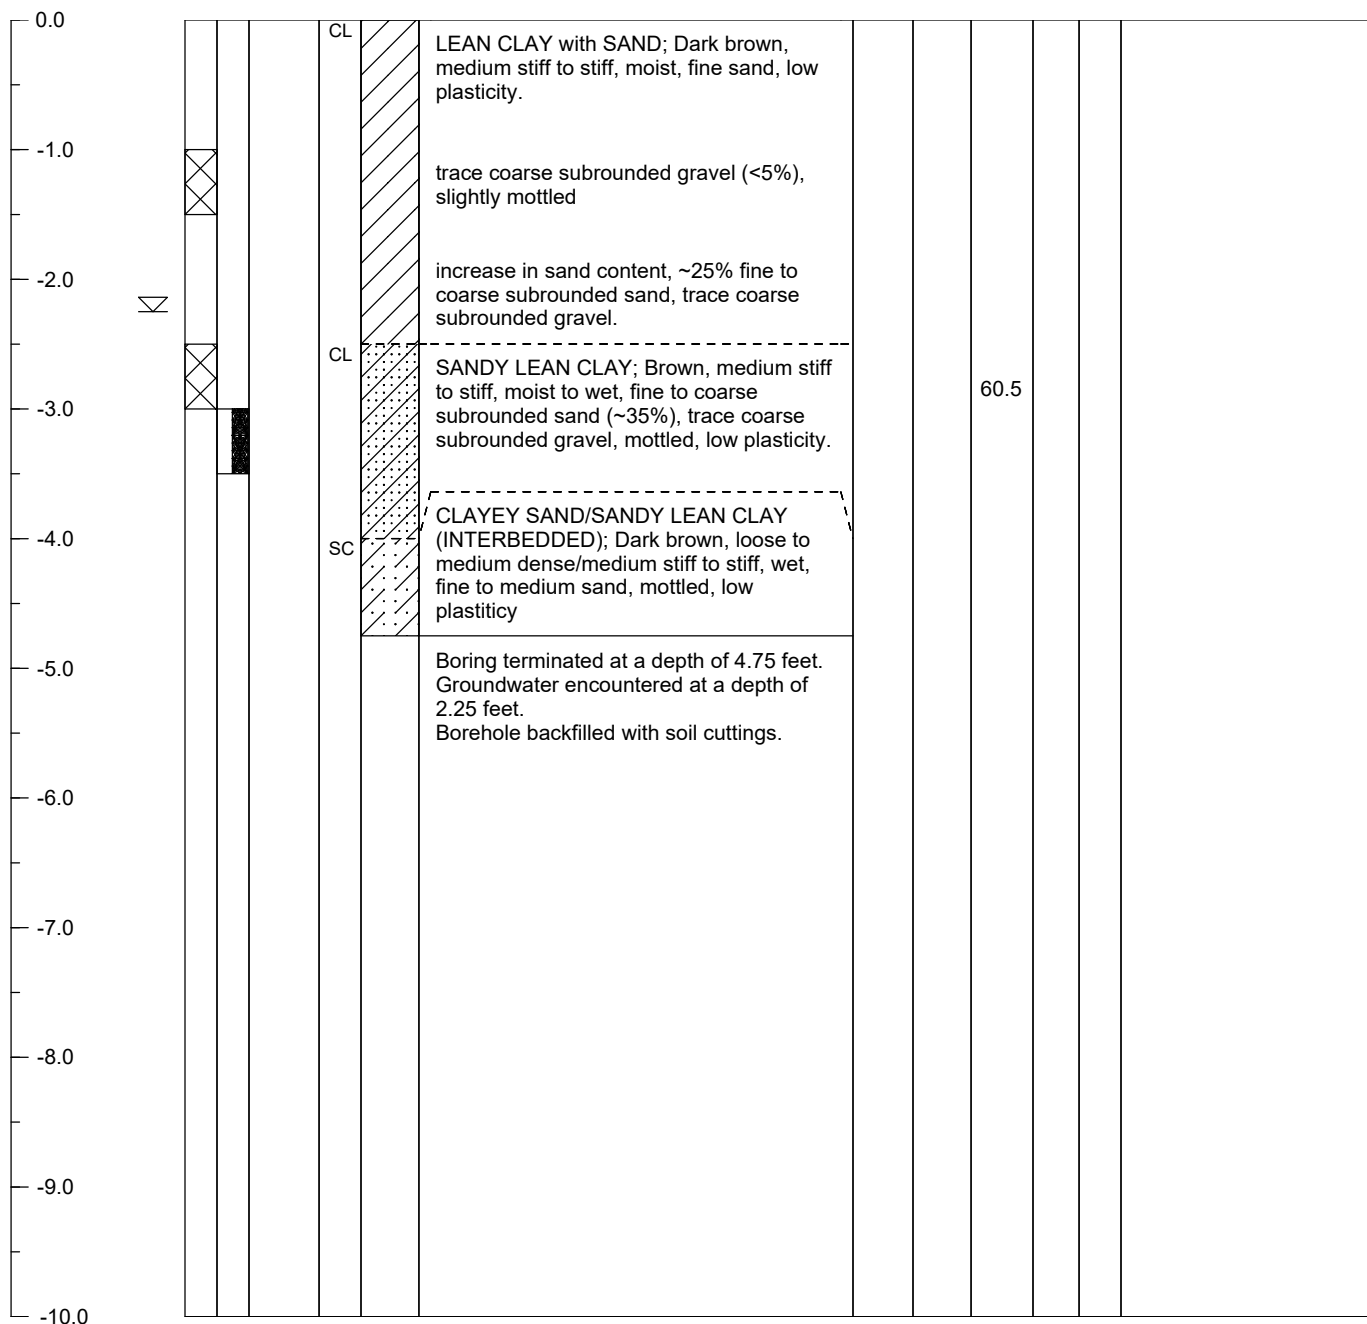 0.0
CL
LEAN CLAY with SAND; Dark brown,
medium stiff to stiff, moist, fine sand, low
plasticity.
-1.0
trace coarse subrounded gravel (<5%),
slightly mottled
-2.0
increase in sand content, ~25% fine to
coarse subrounded sand, trace coarse
subrounded gravel.
CL
SANDY LEAN CLAY; Brown, medium stiff
to stiff, moist to wet, fine to coarse
subrounded sand (~35%), trace coarse
subrounded gravel, mottled, low plasticity.
60.5
-3.0
CLAYEY SAND/SANDY LEAN CLAY
(INTERBEDDED); Dark brown, loose to
medium dense/medium stiff to stiff, wet,
fine to medium sand, mottled, low
plastiticy
-4.0
SC
Boring terminated at a depth of 4.75 feet.
Groundwater encountered at a depth of
2.25 feet.
Borehole backfilled with soil cuttings.
-5.0
-6.0
-7.0
-8.0
-9.0
-10.0